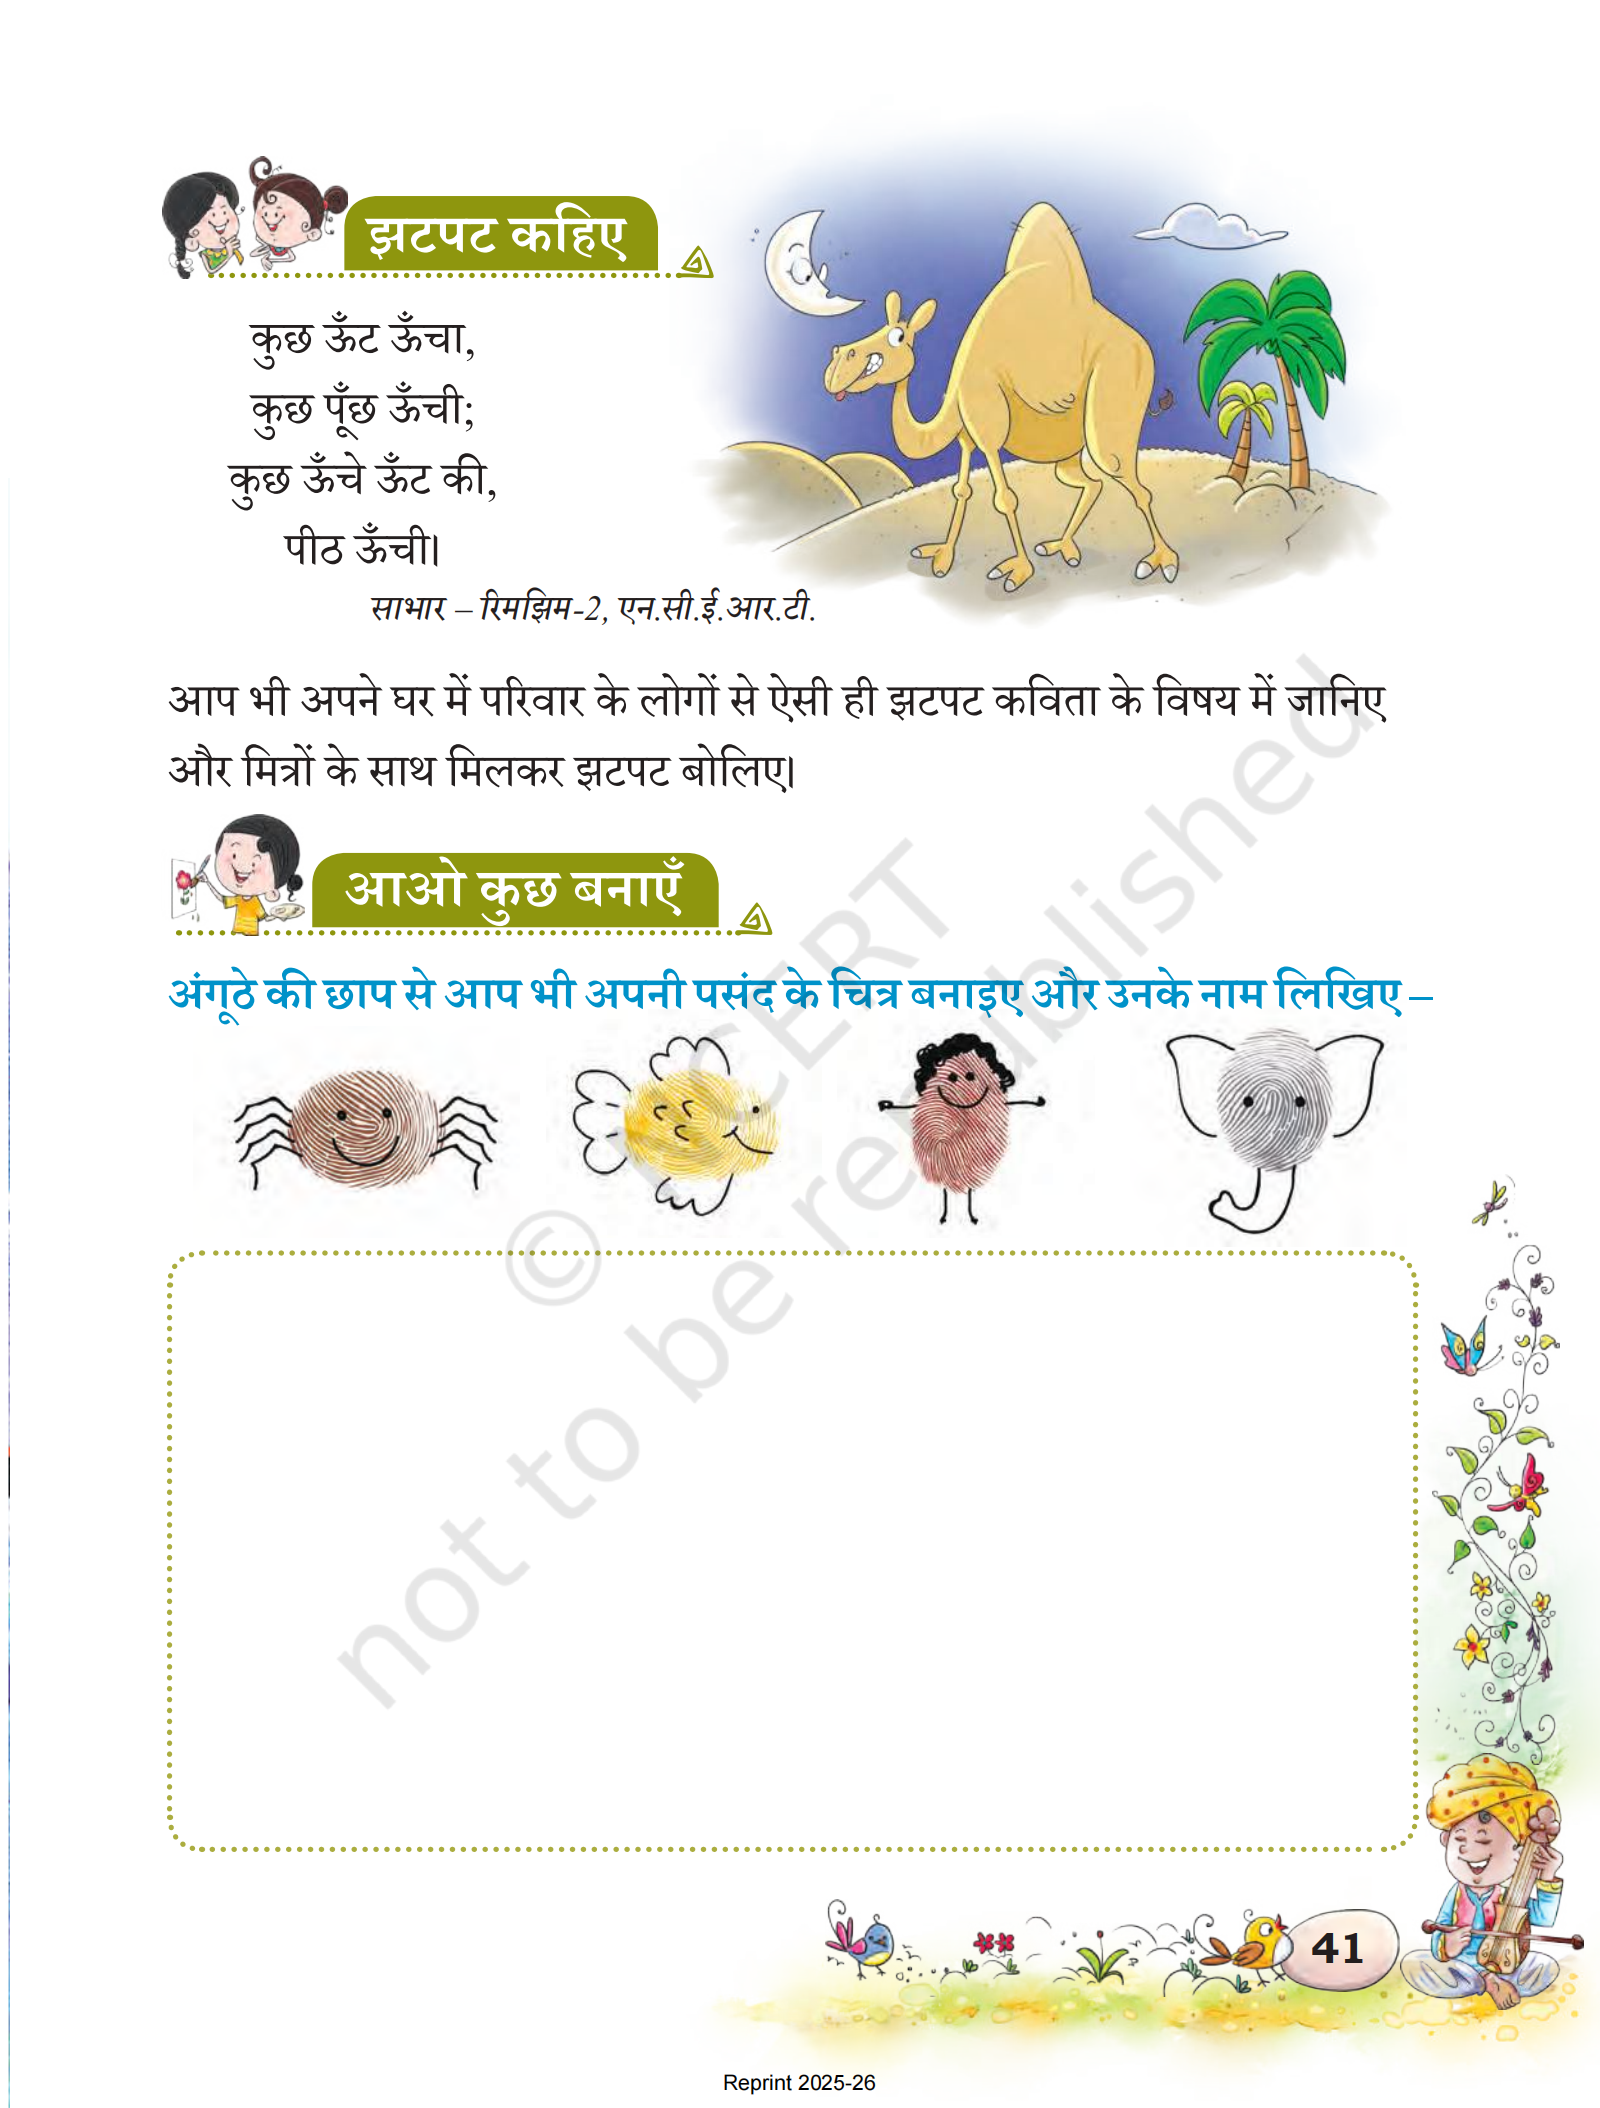 झटपट कहिए
कुछ ऊँट ऊँचा,
कुछ पूँछ ऊँची;
कुछ ऊँचे ऊँट की,
पीठ ऊँची।
साभार – रिमझिम-2, एन.सी.ई.आर.टी.
आप भी अपने घर में परिवार के लोगों से ऐसी ही झटपट कविता के विषय में जानिए
और मित्रों के साथ मिलकर झटपट बोलिए।
आओ कुछ बनाएँ
अंगूठे की छाप से आप भी अपनी पसंद के चित्र बनाइए और उनके नाम लिखिए –
© NCERT
not to be republished
41
Reprint 2025-26